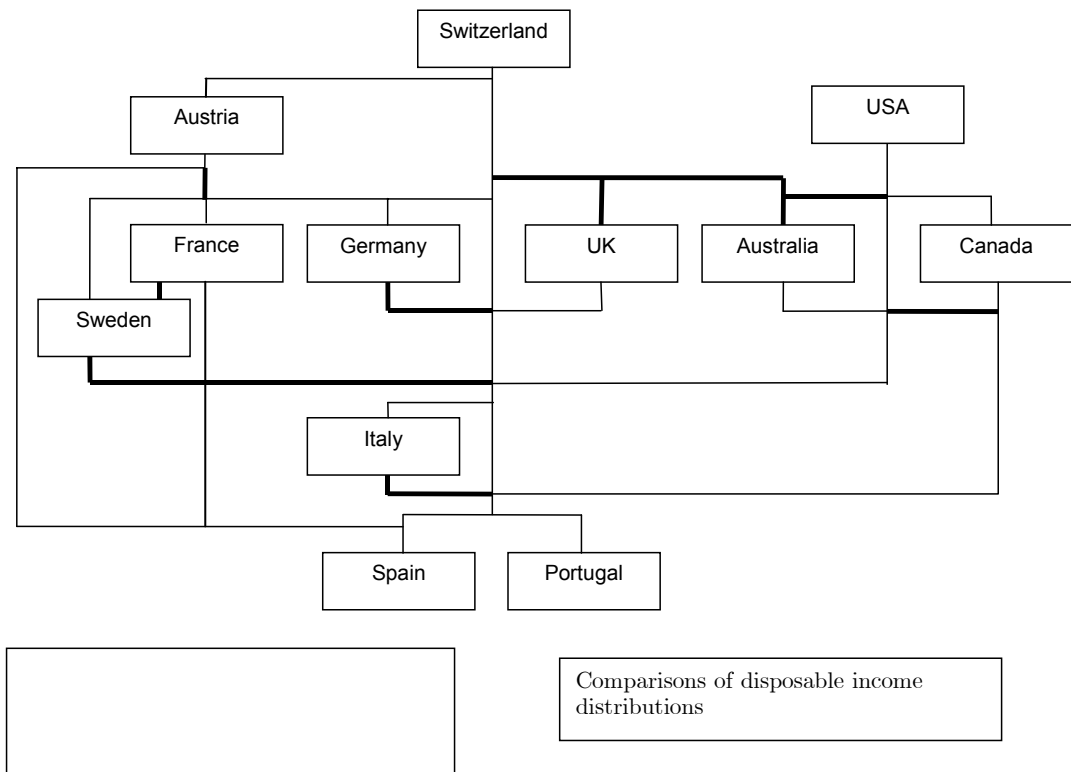 Switzerland
Austria
USA
France
Germany
UK
Australia
Canada
Sweden
Italy
Spain
Portugal
Comparisons of disposable income
distributions